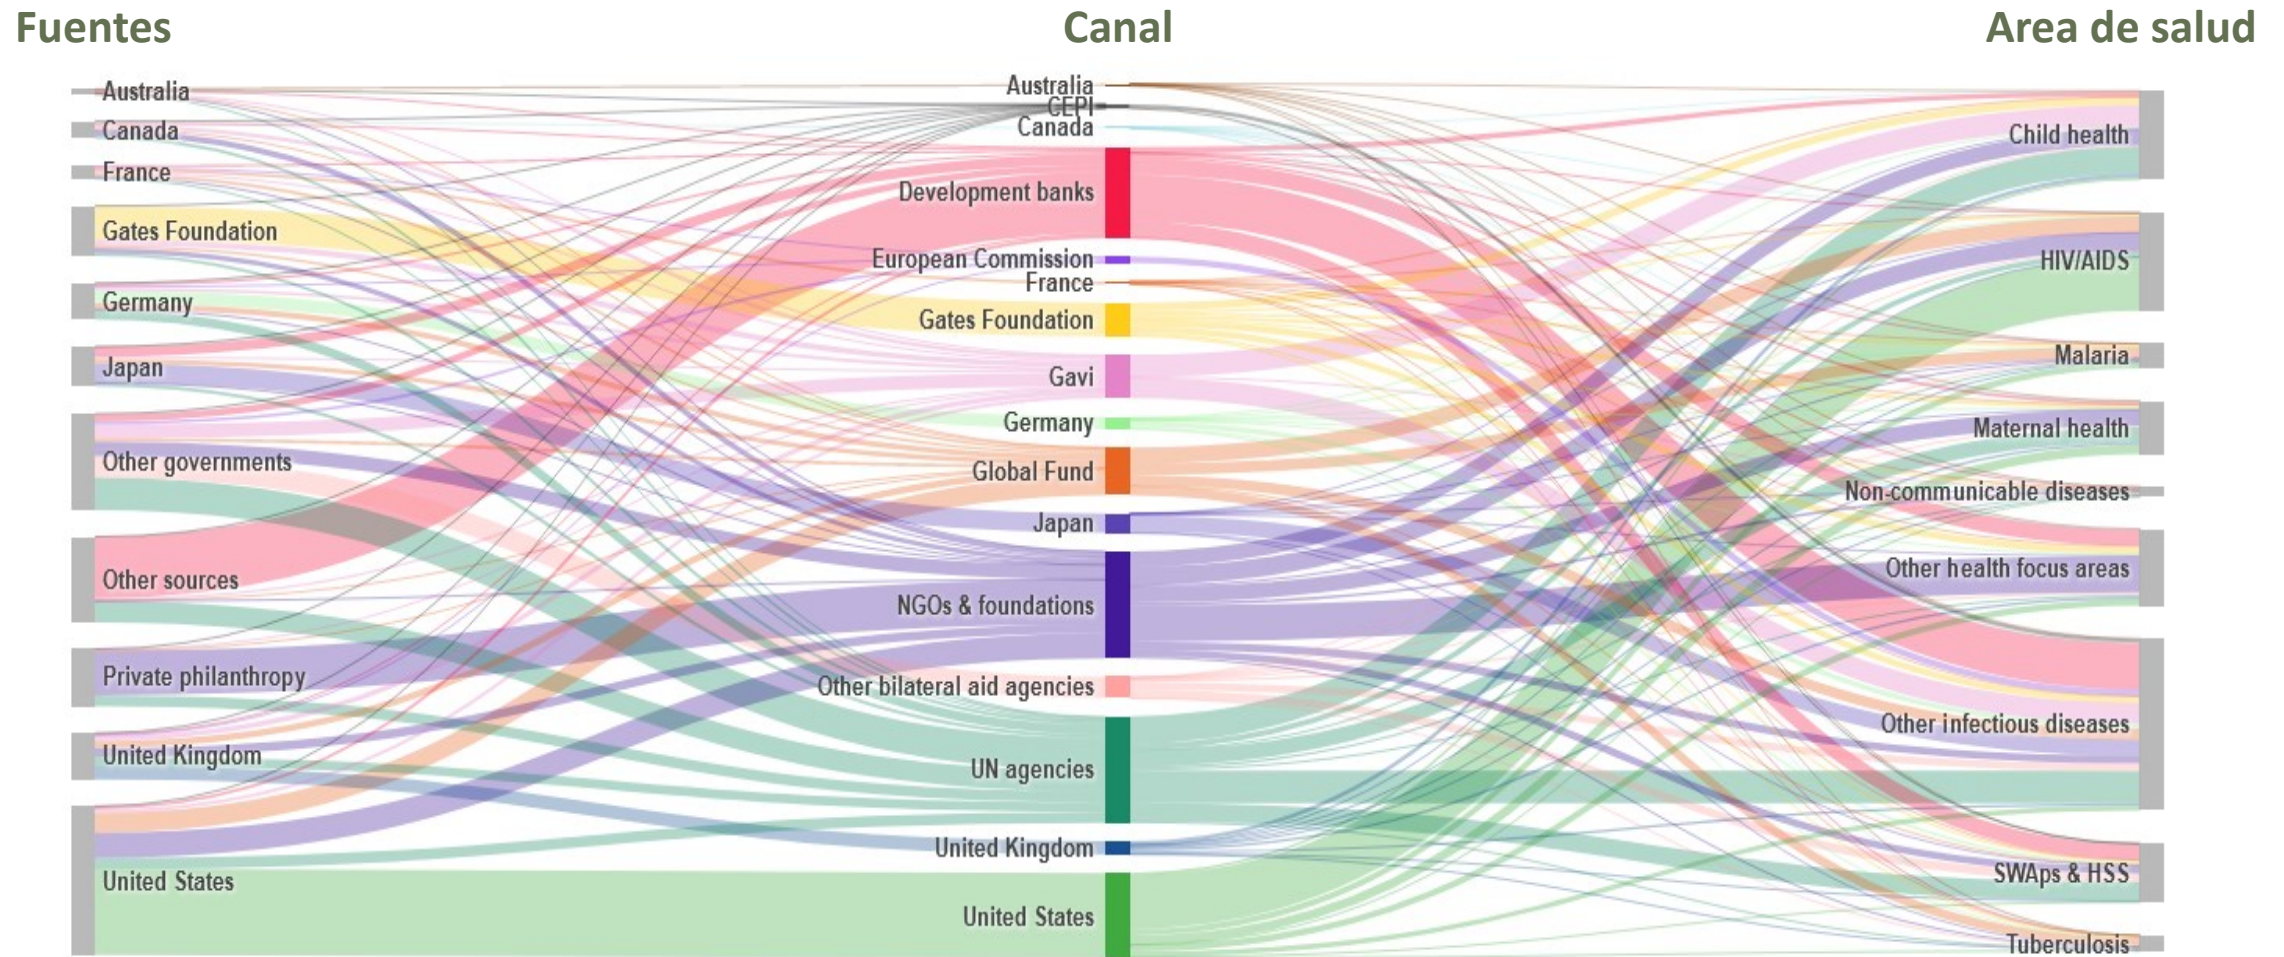 Fuentes
Canal
Area de salud
Australia
Canada
France
Gates Foundation
Germany
Japan
Other governments
Other sources
Private philanthropy
United Kingdom
United States
Australia
CEPI
Canada
Development banks
European Commission
France
Gates Foundation
Gavi
Germany
Global Fund
Japan
NGOs & foundations
Other bilateral aid agencies
UN agencies
United Kingdom
United States
Child health
HIV/AIDS
Malaria
Maternal health
Non-communicable diseases
Other health focus areas
Other infectious diseases
SWAps & HSS
Tuberculosis